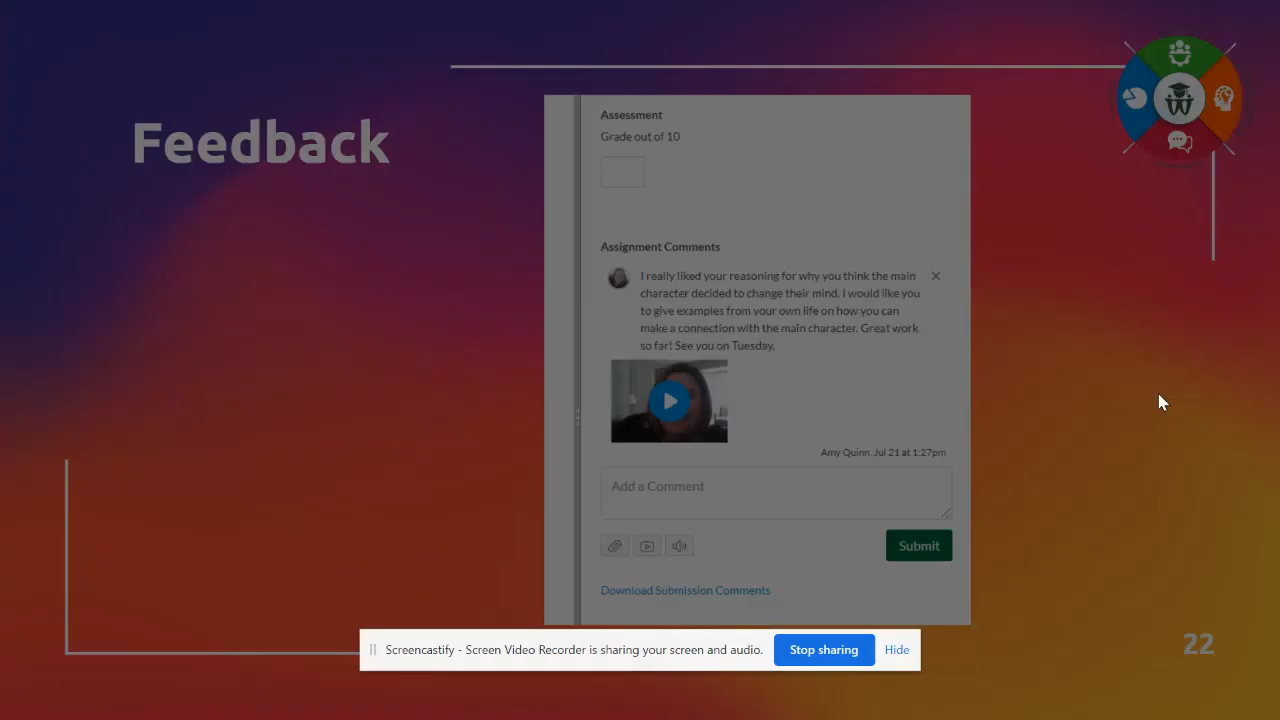 Feedback
Assessment
Grade out of 10
Assignment Comments
I really liked your reasoning for why you think the main
character decided to change their mind. I would like you
to give examples from your own life on how you can
make a connection with the main character. Great work
so far! See you on Tuesday.
Amy Quinn, Jul 21 at 1:27pm
Add a Comment
Submit
Download Submission Comments
Screencastify - Screen Video Recorder is sharing your screen and audio.
Stop sharing
Hide
22